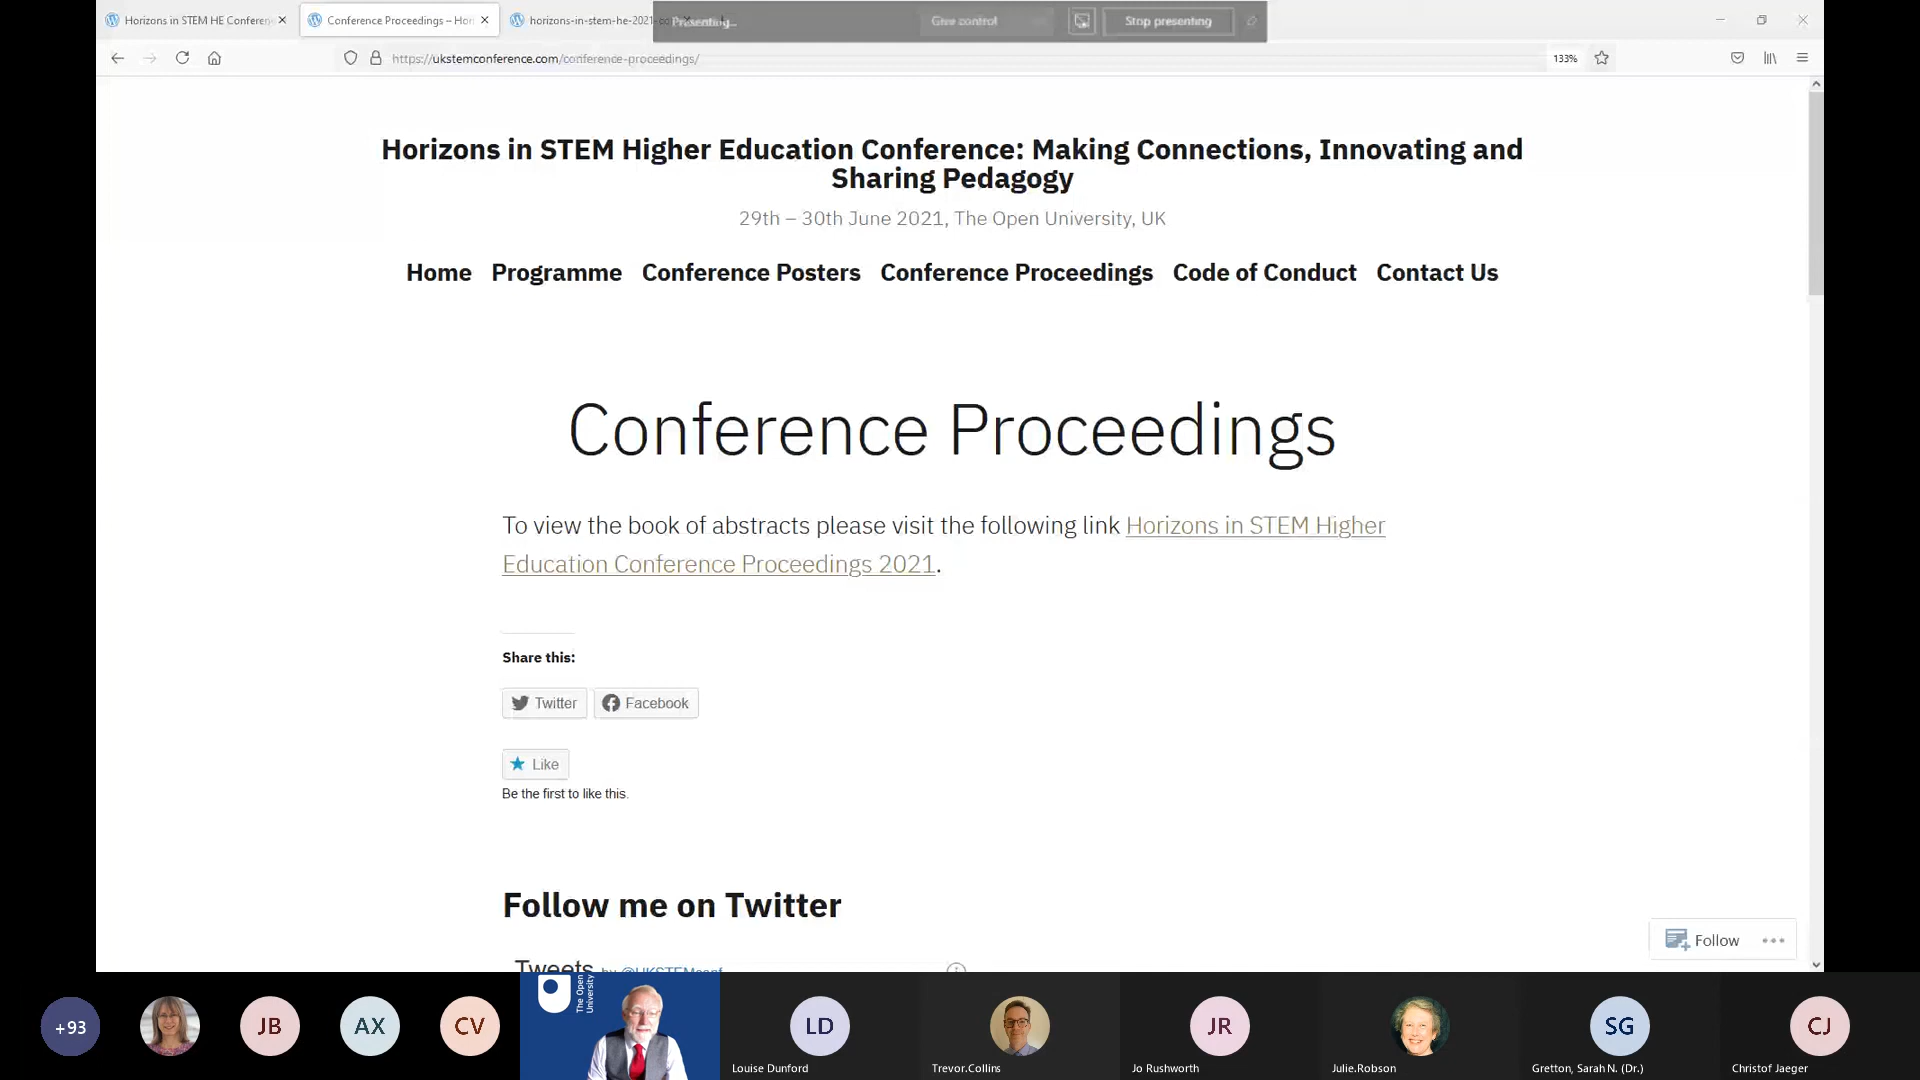 Horizons in STEM HE Conferen
Conference Proceedings – Hor
horizons-in-stem-he-2021-
Presenting...
Give control
Stop presenting
https://ukstemconference.com/conference-proceedings/
133%
Horizons in STEM Higher Education Conference: Making Connections, Innovating and
Sharing Pedagogy
29th – 30th June 2021, The Open University, UK
Home Programme Conference Posters Conference Proceedings Code of Conduct Contact Us
Conference Proceedings
To view the book of abstracts please visit the following link Horizons in STEM Higher
Education Conference Proceedings 2021.
Share this:
Twitter Facebook
Like
Be the first to like this.
Follow me on Twitter
Follow
Tweets by @UKSTEMconf
+93
JB
AX
CV
The Open
University
LD
JR
SG
CJ
Louise Dunford
Trevor.Collins
Jo Rushworth
Julie.Robson
Gretton, Sarah N. (Dr.)
Christof Jaeger